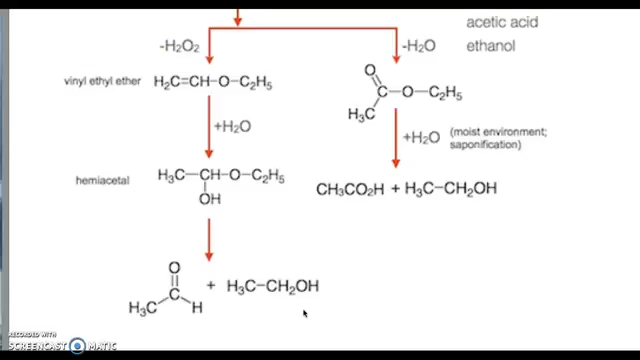 acetic acid
-H2O2
-H2O
ethanol
vinyl ethyl ether
H2C=CH-O-C2H5
O
C-O-C2H5
H3C
+H2O
+H2O
(moist environment;
saponification)
hemiacetal
H3C-CH-O-C2H5
OH
CH3CO2H + H3C-CH2OH
O
C
H3C
H
+ H3C-CH2OH
RECORDED WITH
SCREENCAST MATIC